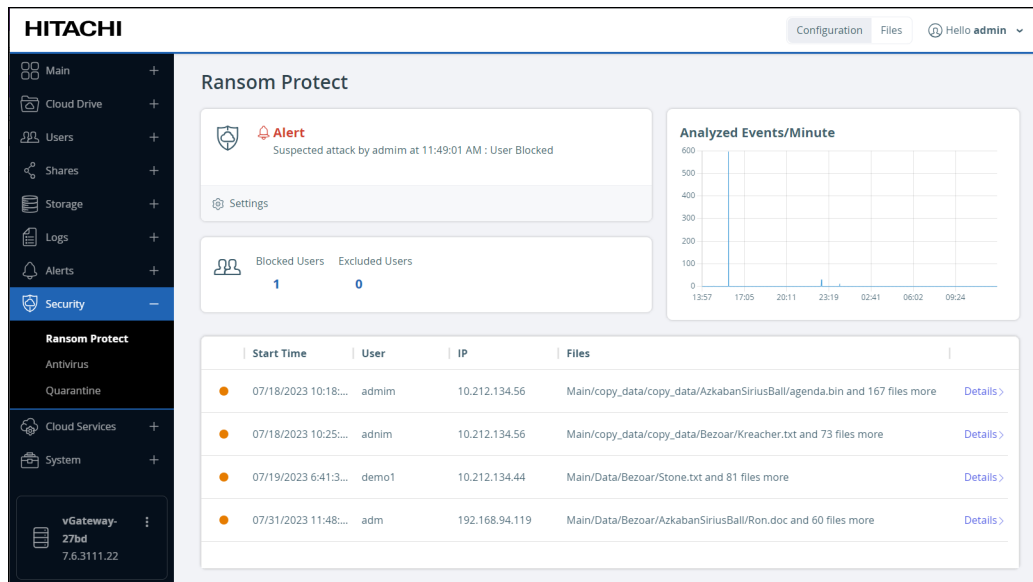 HITACHI
Configuration
Files
Hello admin
Main
Cloud Drive
Users
Shares
Storage
Logs
Alerts
Security
Ransom Protect
Antivirus
Quarantine
Cloud Services
System
vGateway-
27bd
7.6.3111.22
Ransom Protect
Alert
Suspected attack by admim at 11:49:01 AM : User Blocked
Settings
Blocked Users Excluded Users
1 0
Analyzed Events/Minute
600
500
400
300
200
100
0
13:57 17:05 20:11 23:19 02:41 06:02 09:24
Start Time User IP Files
07/18/2023 10:18:... admim 10.212.134.56 Main/copy_data/copy_data/AzkabanSiriusBall/agenda.bin and 167 files more Details
07/18/2023 10:25:... adnim 10.212.134.56 Main/copy_data/copy_data/Bezoar/Kreacher.txt and 73 files more Details
07/19/2023 6:41:3... demo1 10.212.134.44 Main/Data/Bezoar/Stone.txt and 81 files more Details
07/31/2023 11:48:... adm 192.168.94.119 Main/Data/Bezoar/AzkabanSiriusBall/Ron.doc and 60 files more Details